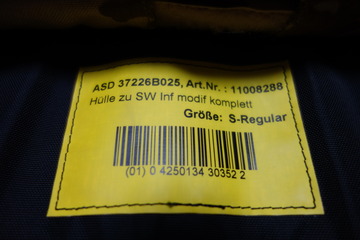 ASD 37226B025, Art.Nr. : 11008288
Hülle zu SW Inf modif komplett
Größe: S-Regular
(01) 0 4250134 30352 2